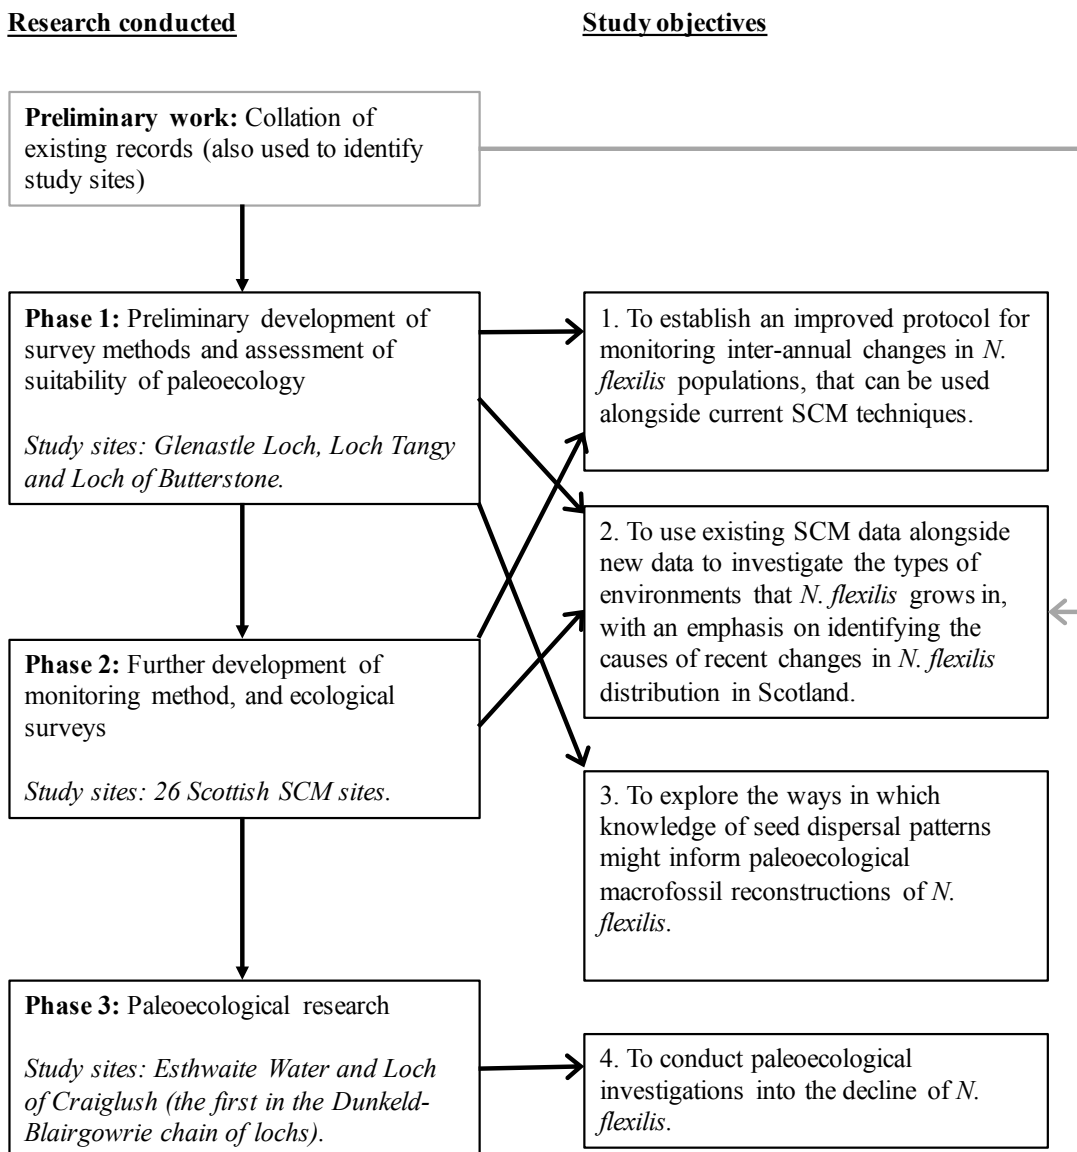 Research conducted
Study objectives
Preliminary work: Collation of
existing records (also used to identify
study sites)
Phase 1: Preliminary development of
survey methods and assessment of
suitability of paleoecology
Study sites: Glenastle Loch, Loch Tangy
and Loch of Butterstone.
1. To establish an improved protocol for
monitoring inter-annual changes in N.
flexilis populations, that can be used
alongside current SCM techniques.
2. To use existing SCM data alongside
new data to investigate the types of
environments that N. flexilis grows in,
with an emphasis on identifying the
causes of recent changes in N. flexilis
distribution in Scotland.
Phase 2: Further development of
monitoring method, and ecological
surveys
Study sites: 26 Scottish SCM sites.
3. To explore the ways in which
knowledge of seed dispersal patterns
might inform paleoecological
macrofossil reconstructions of N.
flexilis.
Phase 3: Paleoecological research
Study sites: Esthwaite Water and Loch
of Craiglush (the first in the Dunkeld-
Blairgowrie chain of lochs).
4. To conduct paleoecological
investigations into the decline of N.
flexilis.